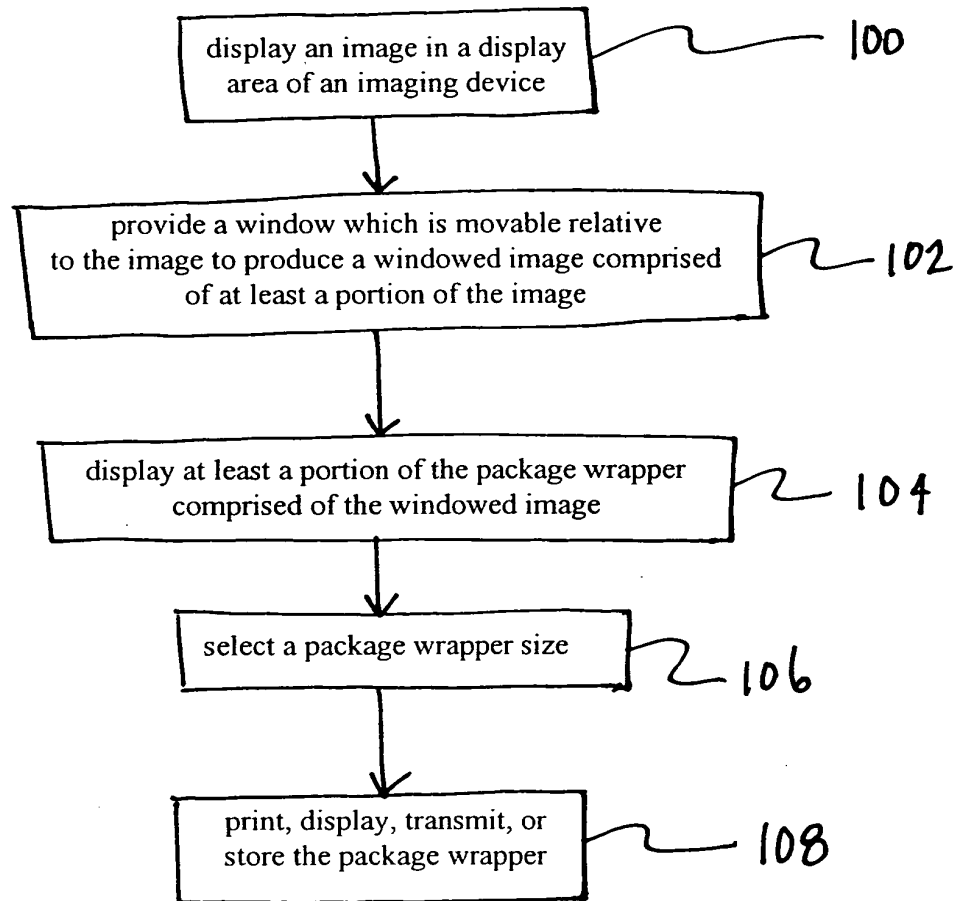 display an image in a display
area of an imaging device
100
provide a window which is movable relative
to the image to produce a windowed image comprised
of at least a portion of the image
102
display at least a portion of the package wrapper
comprised of the windowed image
104
select a package wrapper size
106
print, display, transmit, or
store the package wrapper
108